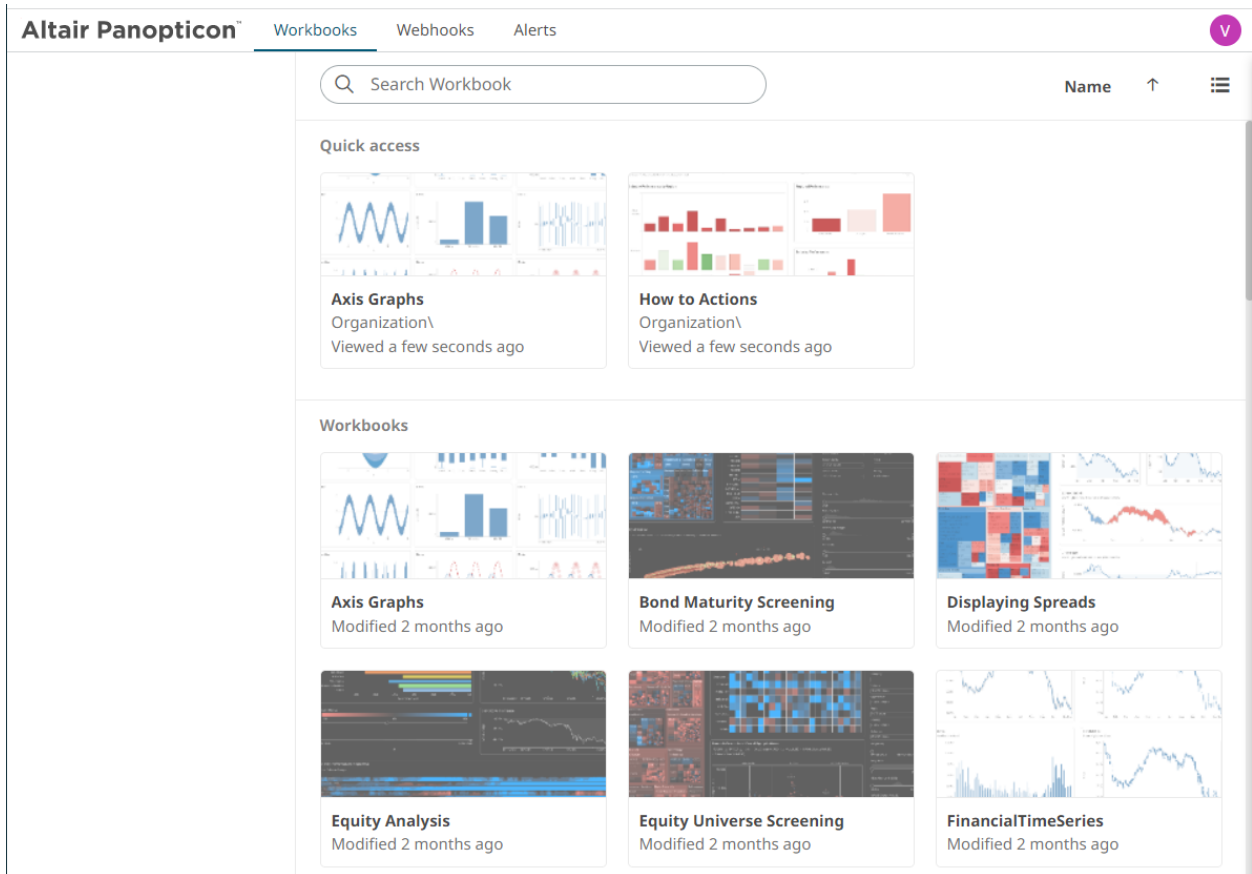 Altair Panopticon™
Workbooks
Webhooks
Alerts
V
Search Workbook
Name
Quick access
Axis Graphs
Organization\
Viewed a few seconds ago
How to Actions
Organization\
Viewed a few seconds ago
Workbooks
Axis Graphs
Modified 2 months ago
Bond Maturity Screening
Modified 2 months ago
Displaying Spreads
Modified 2 months ago
Equity Analysis
Modified 2 months ago
Equity Universe Screening
Modified 2 months ago
FinancialTimeSeries
Modified 2 months ago